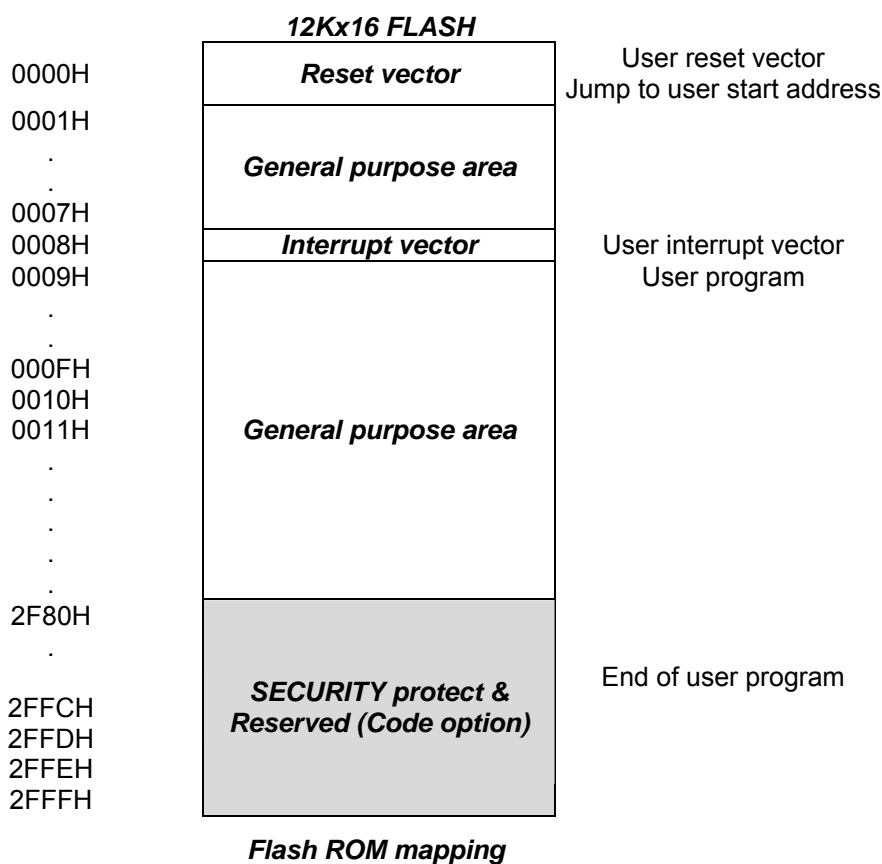 12Kx16 FLASH
0000H
Reset vector
User reset vector
Jump to user start address
0001H
.
General purpose area
.
0007H
0008H
Interrupt vector
User interrupt vector
0009H
User program
.
.
000FH
0010H
0011H
General purpose area
.
.
.
.
.
2F80H
.
SECURITY protect &
Reserved (Code option)
End of user program
2FFCH
2FFDH
2FFEH
2FFFH
Flash ROM mapping